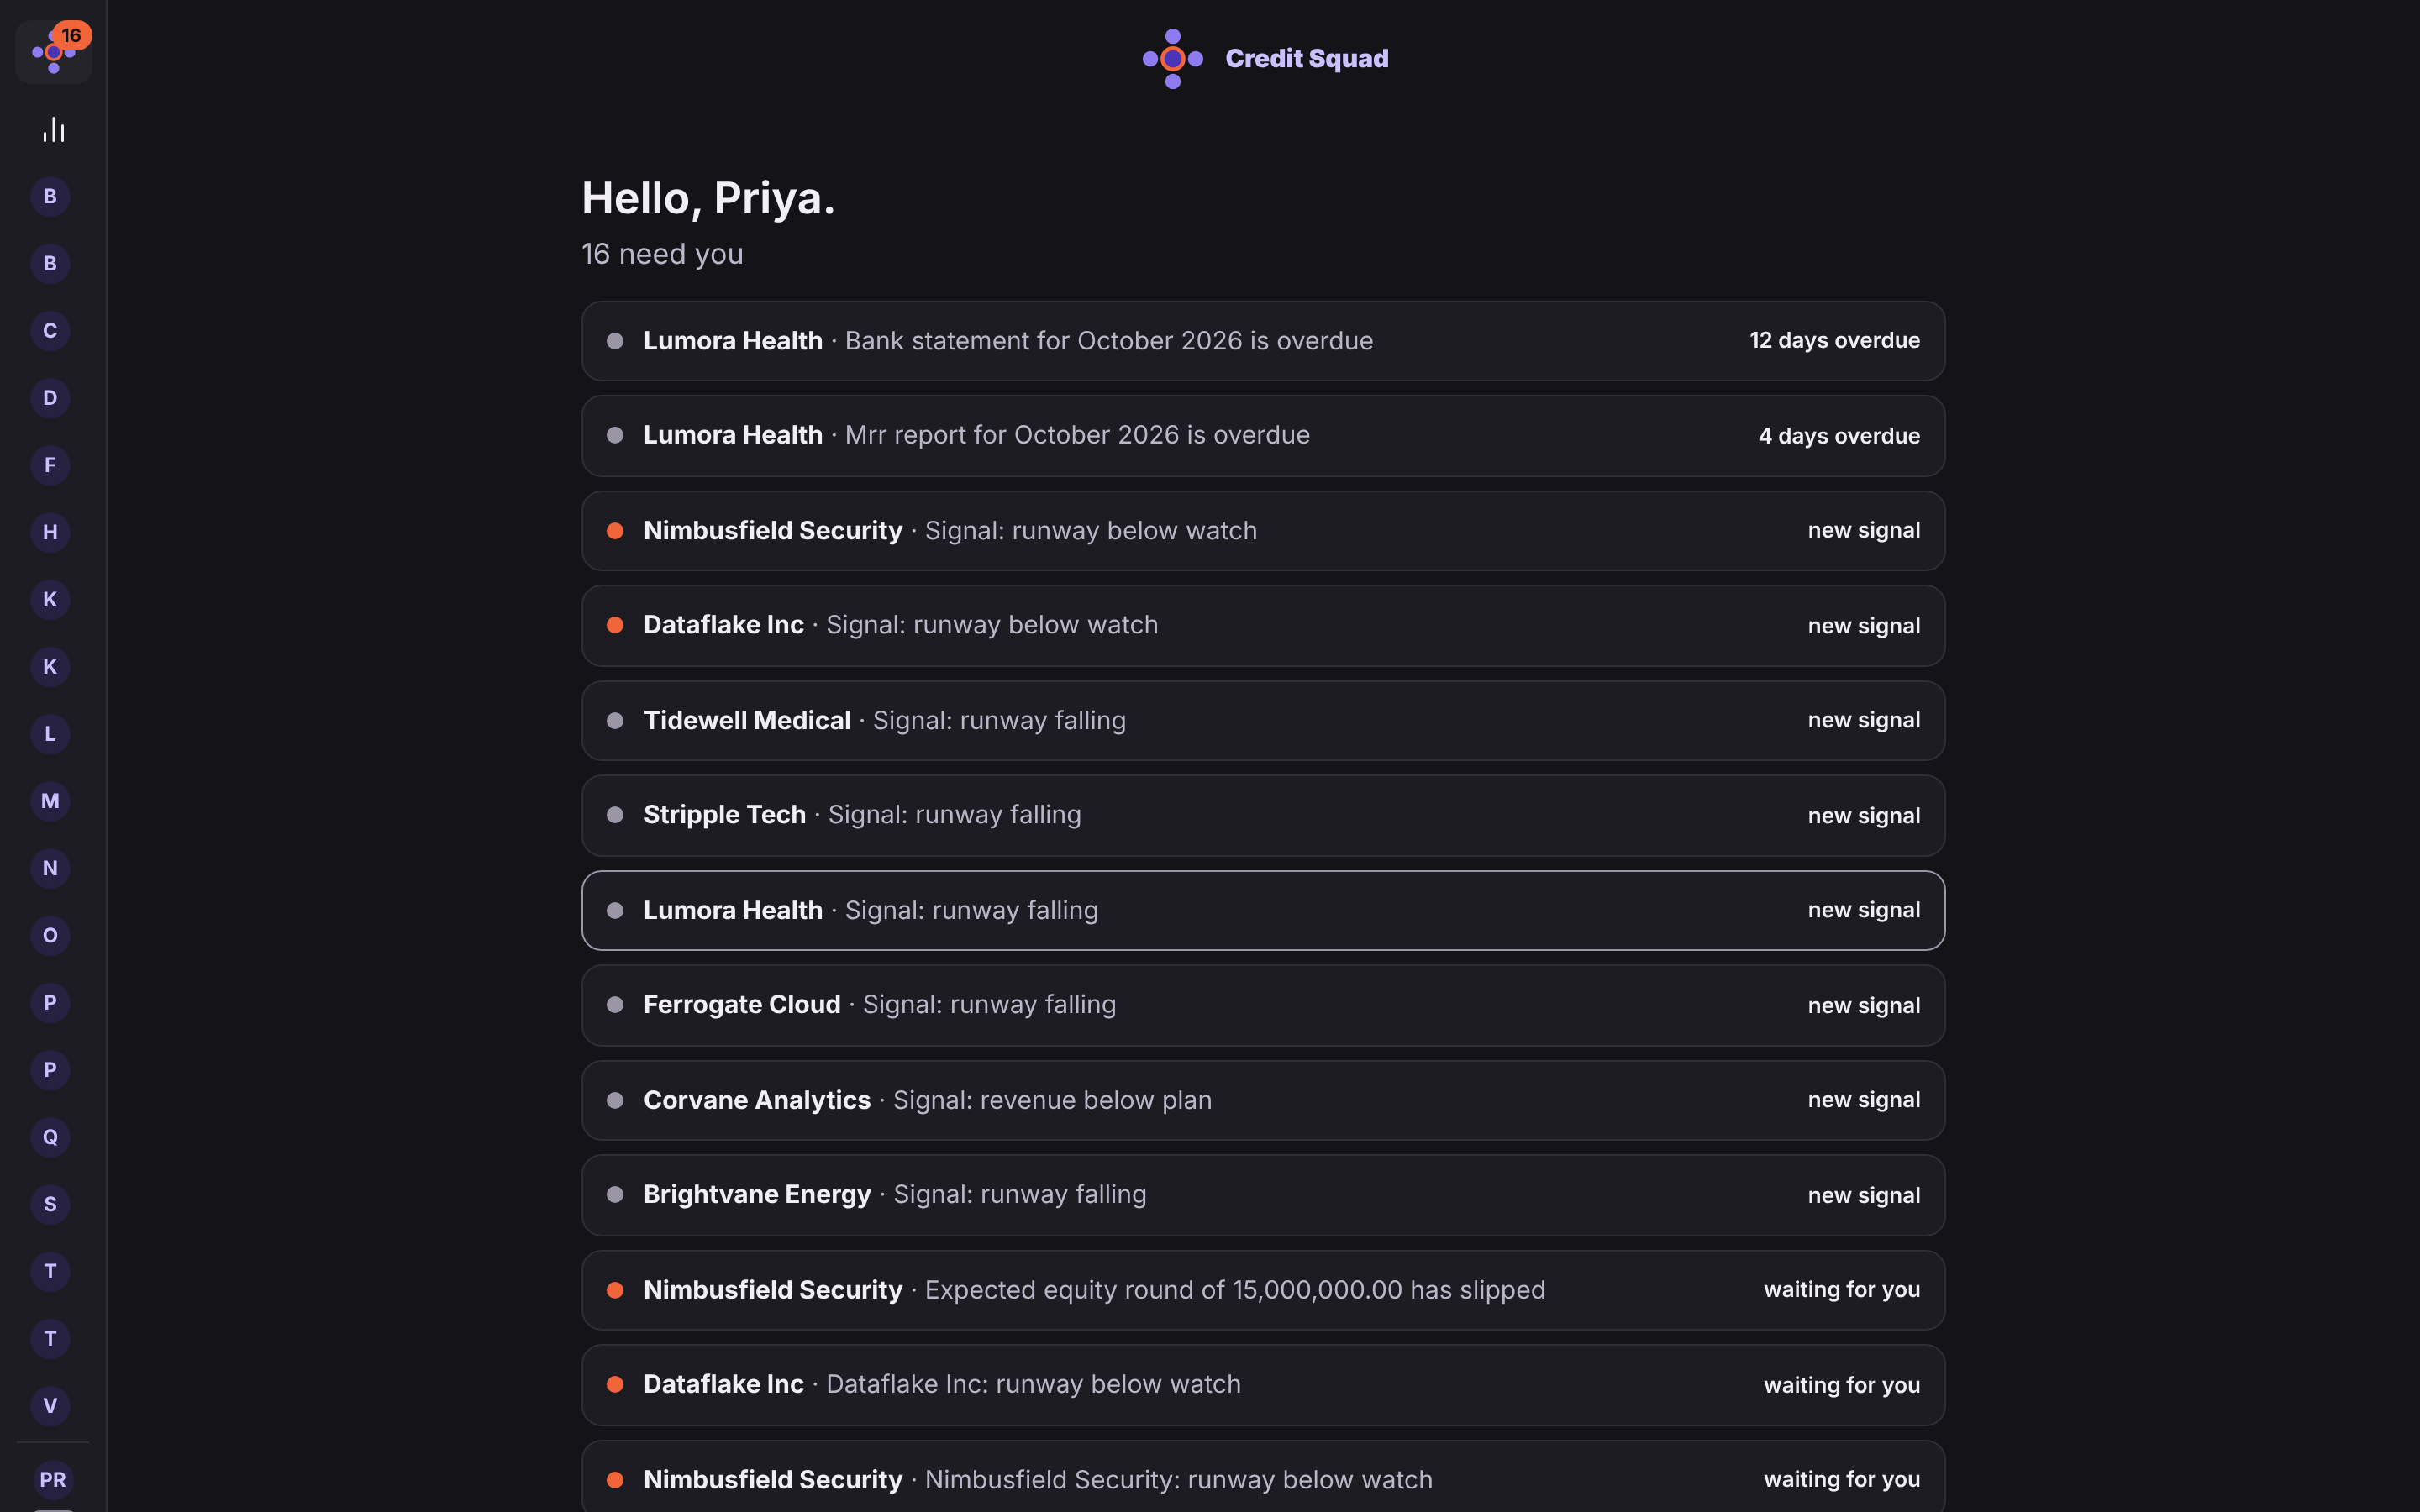 16
Credit Squad
B
B
C
D
F
H
K
K
L
M
N
O
P
P
Q
S
T
T
V
PR
Hello, Priya.
16 need you
Lumora Health · Bank statement for October 2026 is overdue 12 days overdue
Lumora Health · Mrr report for October 2026 is overdue 4 days overdue
Nimbusfield Security · Signal: runway below watch new signal
Dataflake Inc · Signal: runway below watch new signal
Tidewell Medical · Signal: runway falling new signal
Stripple Tech · Signal: runway falling new signal
Lumora Health · Signal: runway falling new signal
Ferrogate Cloud · Signal: runway falling new signal
Corvane Analytics · Signal: revenue below plan new signal
Brightvane Energy · Signal: runway falling new signal
Nimbusfield Security · Expected equity round of 15,000,000.00 has slipped waiting for you
Dataflake Inc · Dataflake Inc: runway below watch waiting for you
Nimbusfield Security · Nimbusfield Security: runway below watch waiting for you